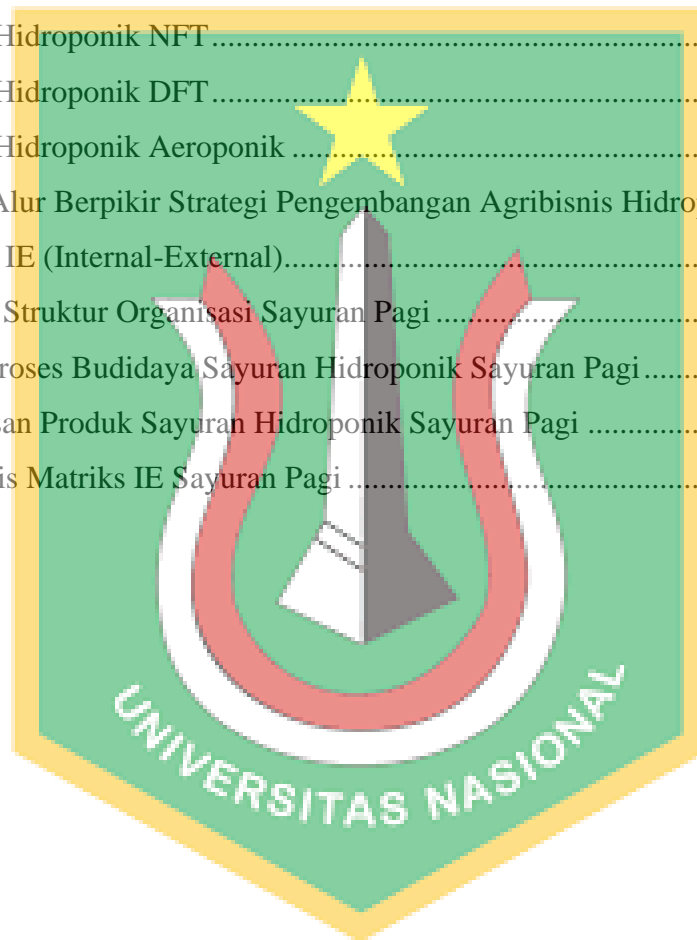 Hidroponik NFT
Hidroponik DFT
Hidroponik Aeroponik
Alur Berpikir Strategi Pengembangan Agribisnis Hidro
IE (Internal-External)
Struktur Organisasi Sayuran Pagi
roses Budidaya Sayuran Hidroponik Sayuran Pagi
san Produk Sayuran Hidroponik Sayuran Pagi
is Matriks IE Sayuran Pagi
UNIVERSITAS NASIONAL